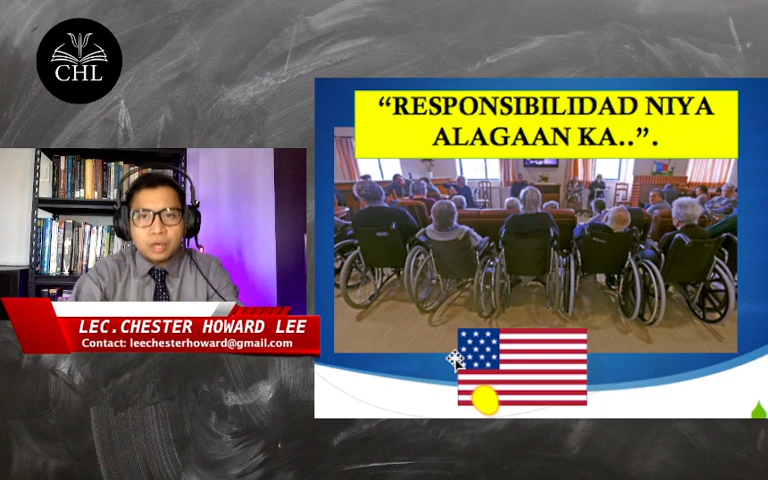 CHL
"RESPONSIBILIDAD NIYA
ALAGAAN KA..".
LEC.CHESTER HOWARD LEE
Contact: leechesterhoward@gmail.com